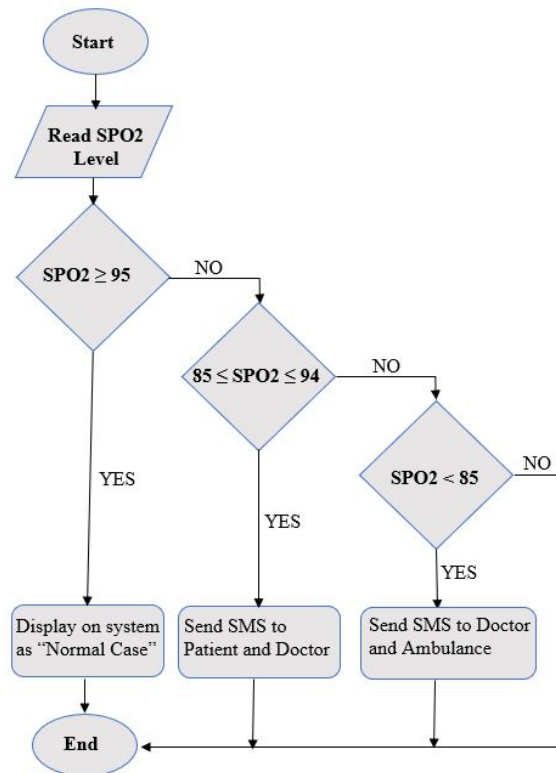 Start
Read SPO2
Level
SPO2 ≥ 95
NO
85 ≤ SPO2 ≤ 94
NO
SPO2 < 85
NO
YES
YES
YES
Display on system
as “Normal Case”
Send SMS to
Patient and Doctor
Send SMS to Doctor
and Ambulance
End